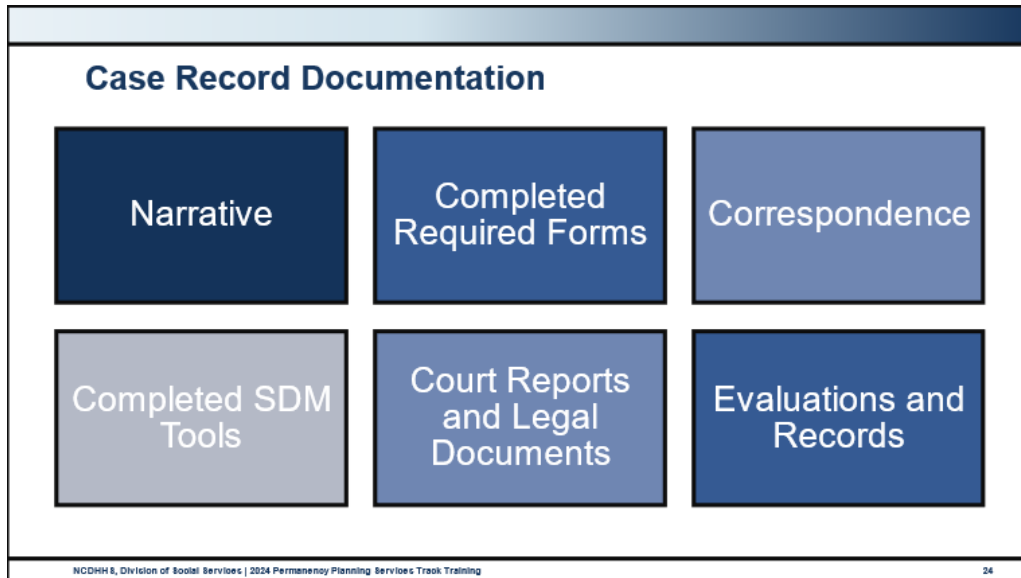 Case Record Documentation
Narrative
Completed
Required Forms
Correspondence
Completed SDM
Tools
Court Reports
and Legal
Documents
Evaluations and
Records
NCDHHS, Division of Social Services | 2024 Permanency Planning Services Track Training
24